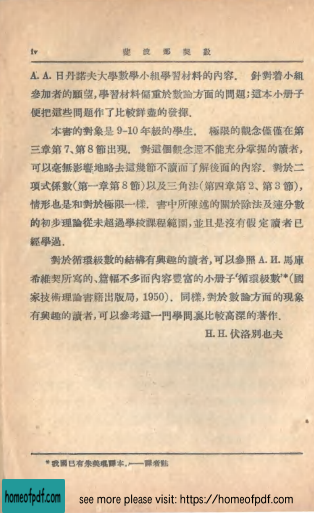 iv 斐波那契數
А. А. 日丹諾夫大學數學小組學習材料的內容. 針對着小組
參加者的願望,學習材料偏重於數論方面的問題;這本小册子
便把這些問題作了比較詳盡的發揮.
本書的對象是9-10年級的學生. 極限的觀念僅僅在第
三章第7、第8節出現. 對這個觀念還不能充分掌握的讀者,
可以毫無影響地略去這幾節不讀而了解後面的內容. 對於二
項式係數(第一章第8節)以及三角法(第四章第2、第3節),
情形也是和對於極限一樣. 書中所陳述的關於除法及連分數
的初步理論從未超過學校課程範圍,並且是沒有假定讀者已
經學過.
對於循環級數的結構有興趣的讀者,可以參照 А. И. 馬庫
希維契所寫的、篇幅不多而內容豐富的小册子‘循環級數’*(國
家技術理論書籍出版局,1950). 同樣,對於數論方面的現象
有興趣的讀者,可以參考這一門學問裏比較高深的著作.
Н. Н. 伏洛別也夫
*我國已有譯本.——譯者註
homeofpdf.com
see more please visit: https://homeofpdf.com